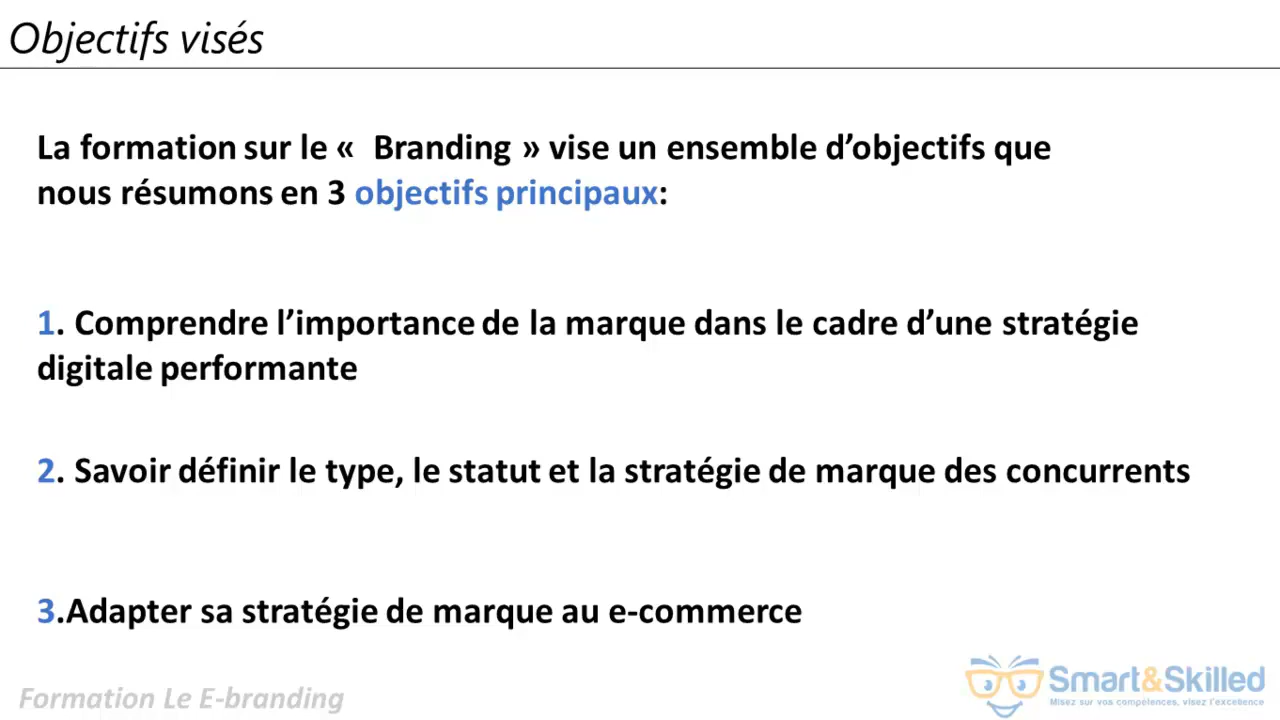 Objectifs visés
La formation sur le «  Branding » vise un ensemble d’objectifs que
nous résumons en 3 objectifs principaux:
1. Comprendre l’importance de la marque dans le cadre d’une stratégie
digitale performante
2. Savoir définir le type, le statut et la stratégie de marque des concurrents
3.Adapter sa stratégie de marque au e-commerce
Smart&Skilled
Misez sur vos compétences, visez l'excellence
Formation Le E-branding